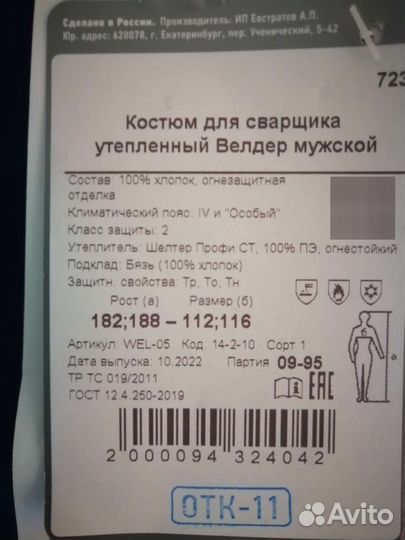 Сделано в России. Производитель: ИП Евстратов А.П.
Юр. адрес: 620078, г. Екатеринбург, пер. Ученический, 5-42
723
Костюм для сварщика
утепленный Велдер мужской
Состав: 100% хлопок, огнезащитная
отделка
Климатический пояс: IV и "Особый"
Класс защиты: 2
Утеплитель: Шелтер Профи СТ, 100% ПЭ, огнестойкий
Подклад: Бязь (100% хлопок)
Защитн. свойства: Тр, То, Тн
Рост (а) Размер (б)
182;188 – 112;116
Артикул: WEL-05 Код: 14-2-10 Сорт 1
Дата выпуска: 10.2022 Партия 09-95
ТР ТС 019/2011
ГОСТ 12.4.250-2019
EAC
2 000094 324042
ОТК-11
Avito